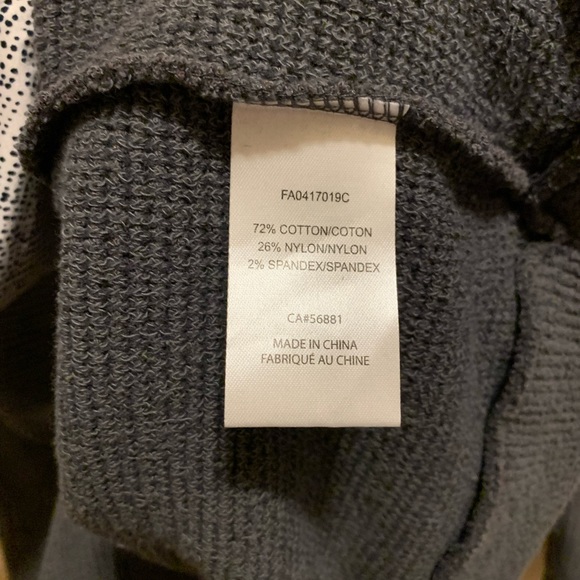 FA0417019C
72% COTTON/COTON
26% NYLON/NYLON
2% SPANDEX/SPANDEX
CA#56881
MADE IN CHINA
FABRIQUÉ AU CHINE